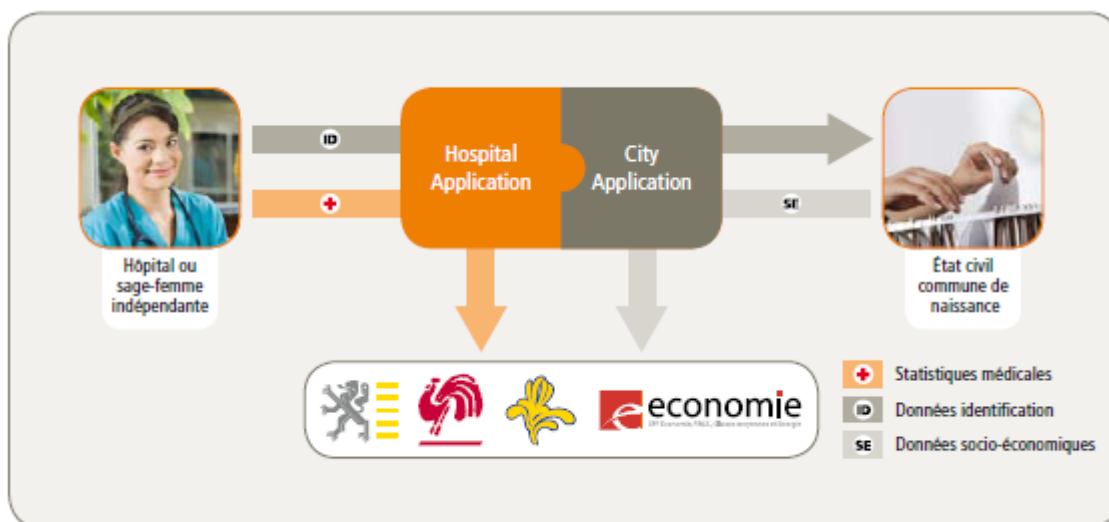 ID
Hospital
Application
City
Application
SE
Hôpital ou
sage-femme
indépendante
État civil
commune de
naissance
e economie
Statistiques médicales
ID Données identification
SE Données socio-économiques